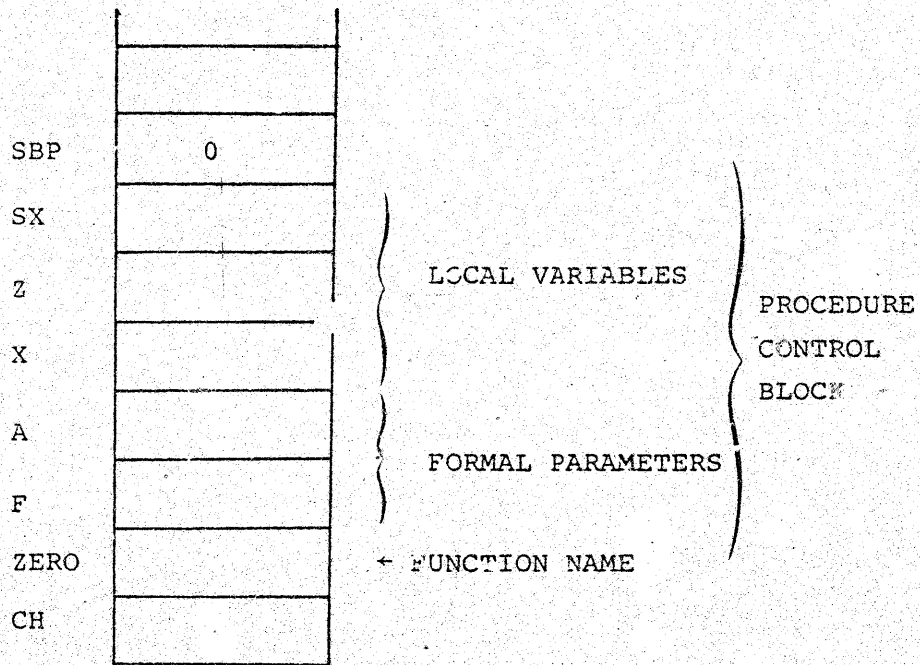 SBP 0
SX
Z LOCAL VARIABLES
PROCEDURE
X CONTROL
BLOCK
A
FORMAL PARAMETERS
F
ZERO ← FUNCTION NAME
CH